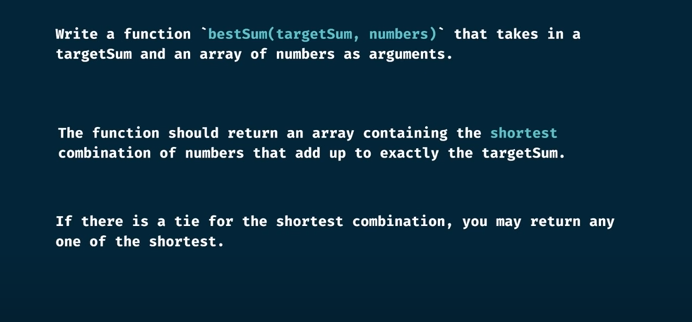 Write a function `bestSum(targetSum, numbers)` that takes in a
targetSum and an array of numbers as arguments.
The function should return an array containing the shortest
combination of numbers that add up to exactly the targetSum.
If there is a tie for the shortest combination, you may return any
one of the shortest.